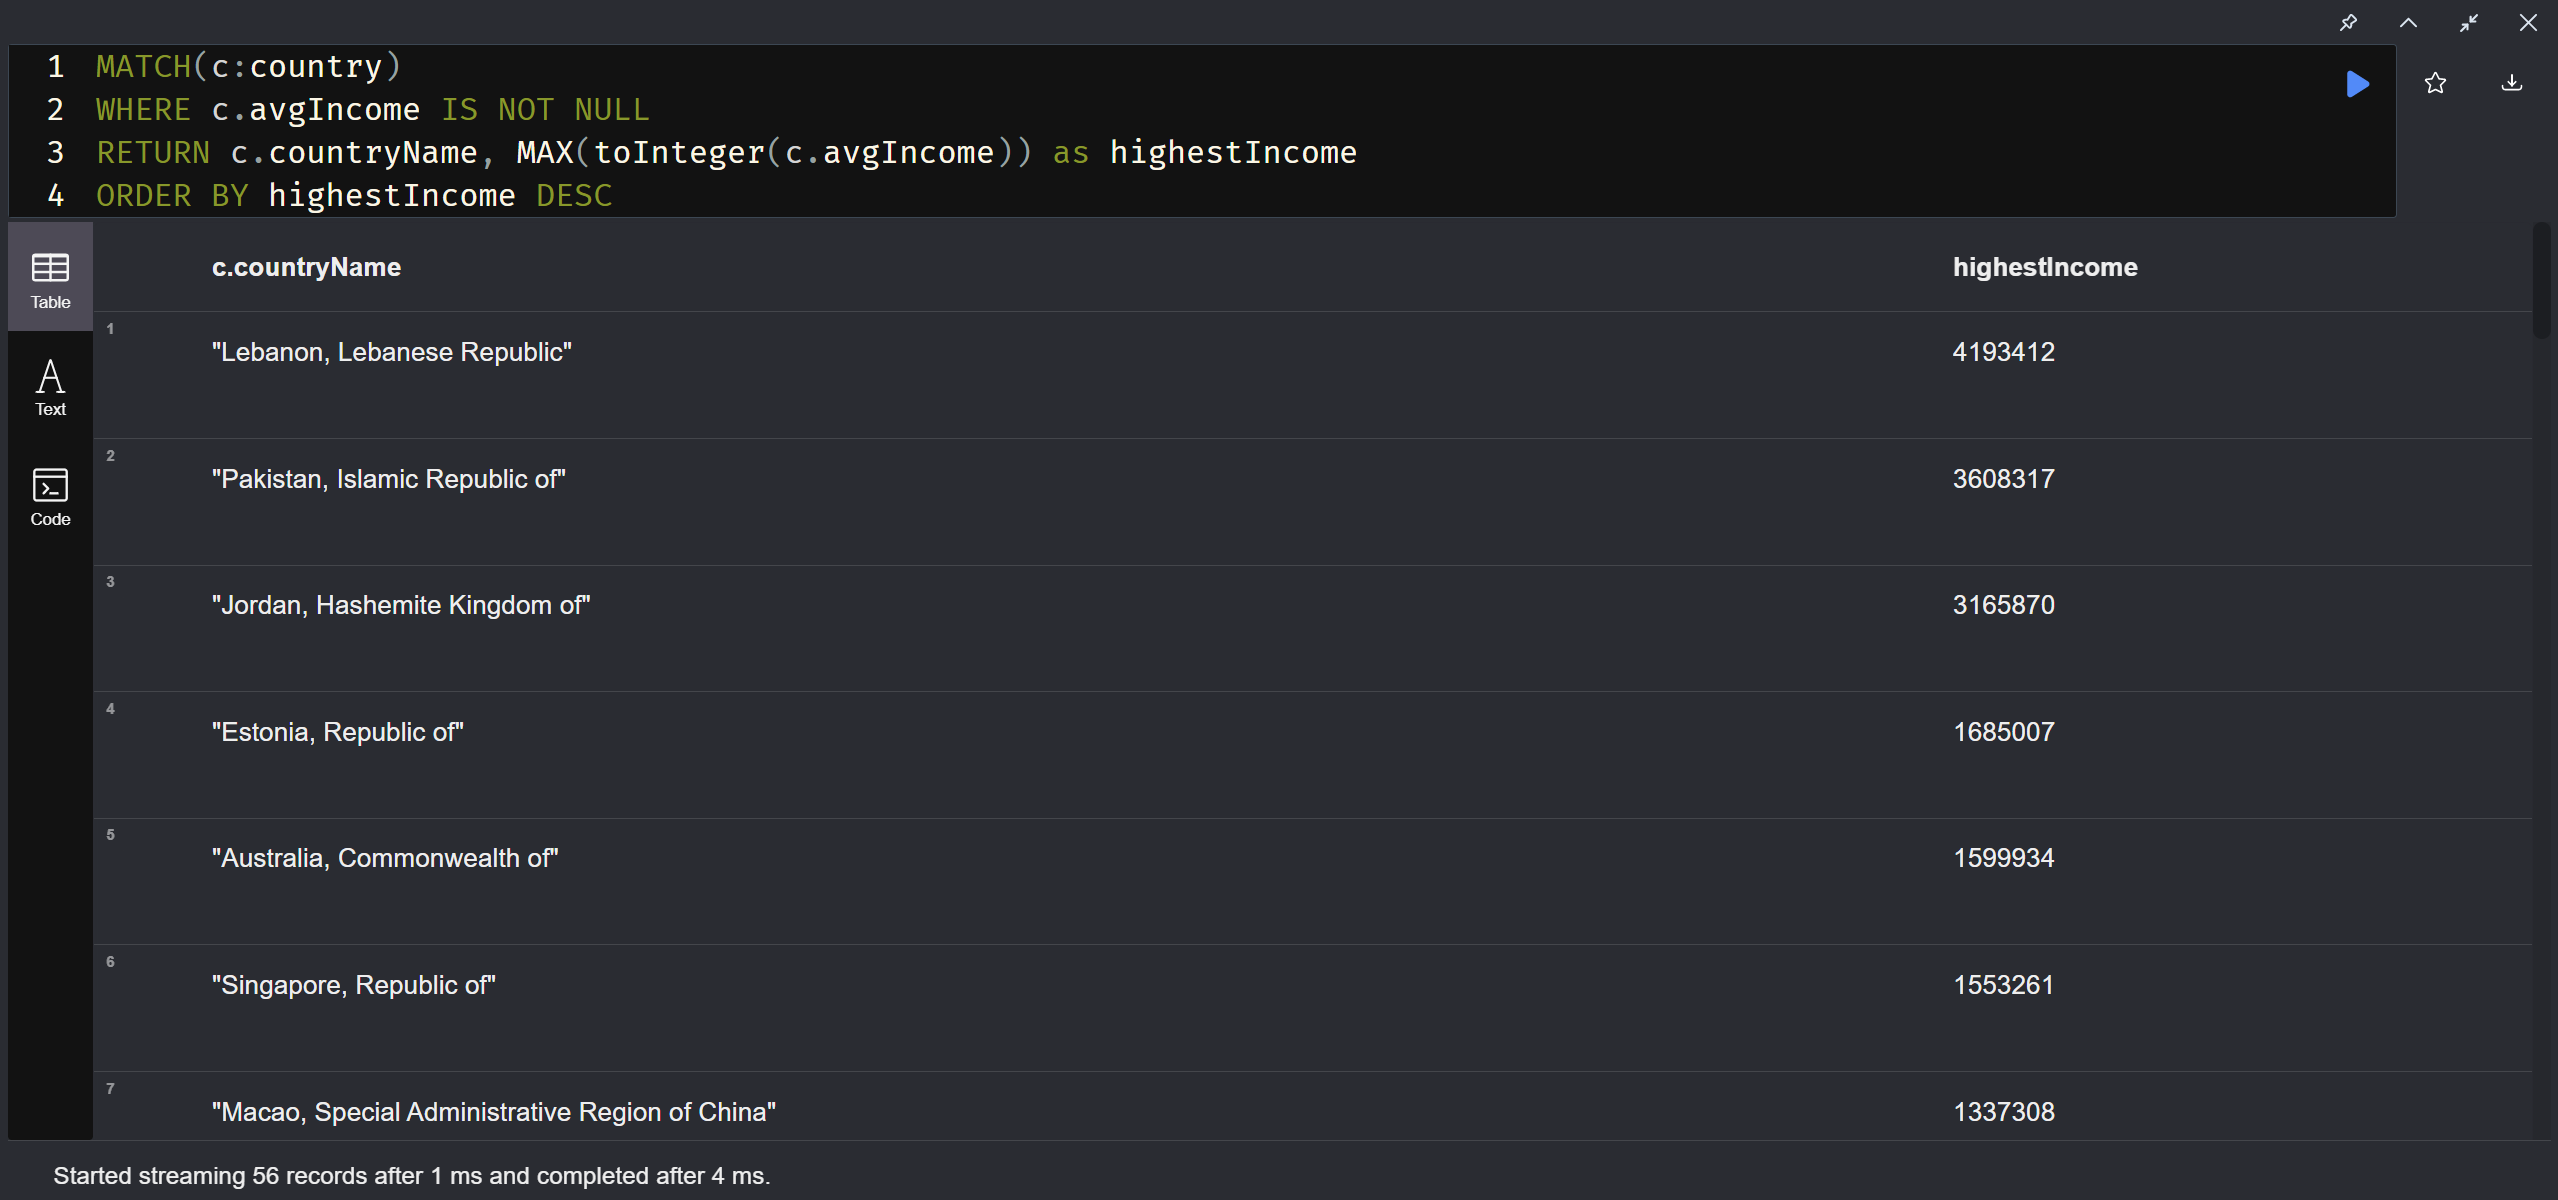 1 MATCH(c:country)
2 WHERE c.avgIncome IS NOT NULL
3 RETURN c.countryName, MAX(toInteger(c.avgIncome)) as highestIncome
4 ORDER BY highestIncome DESC
Table
Text
Code
c.countryName highestIncome
1 "Lebanon, Lebanese Republic" 4193412
2 "Pakistan, Islamic Republic of" 3608317
3 "Jordan, Hashemite Kingdom of" 3165870
4 "Estonia, Republic of" 1685007
5 "Australia, Commonwealth of" 1599934
6 "Singapore, Republic of" 1553261
7 "Macao, Special Administrative Region of China" 1337308
Started streaming 56 records after 1 ms and completed after 4 ms.